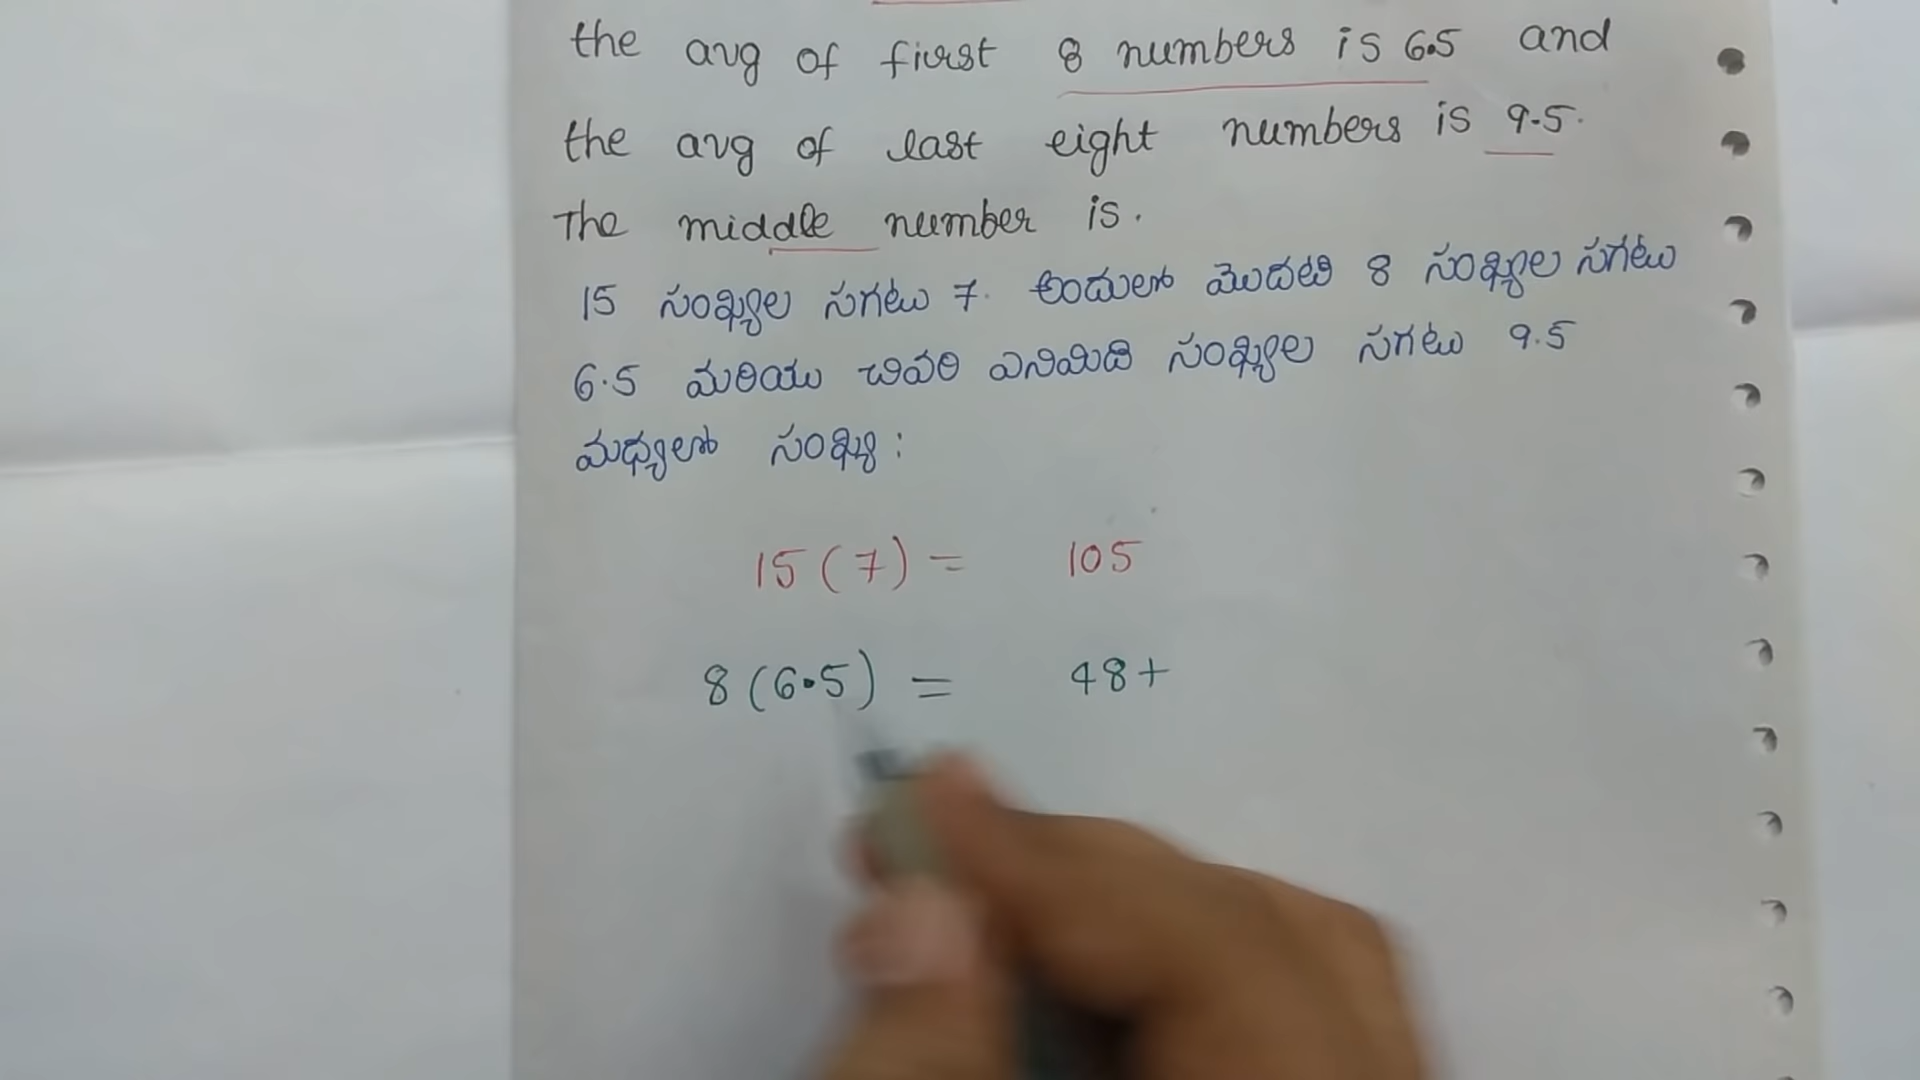 the avg of first 8 numbers is 6.5 and
the avg of last eight numbers is 9.5.
The middle number is.
15 సంఖ్యల సగటు 7. అందులో మొదటి 8 సంఖ్యల సగటు
6.5 మరియు చివరి ఎనిమిది సంఖ్యల సగటు 9.5
మధ్యలో సంఖ్య :
15 (7) = 105
8 (6.5) = 48+